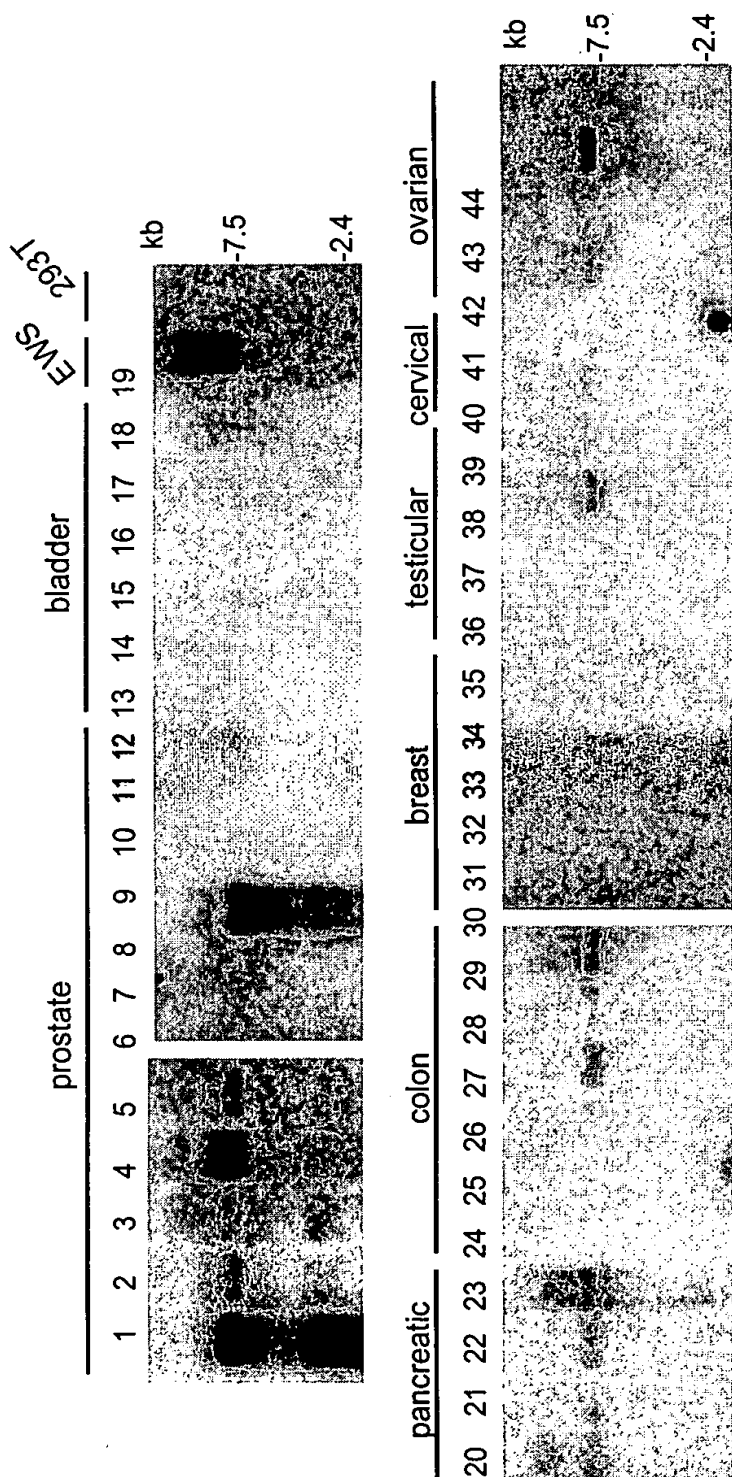 prostate bladder EWS 293T
1 2 3 4 5 6 7 8 9 10 11 12 13 14 15 16 17 18 19
kb
-7.5
-2.4
pancreatic colon breast testicular cervical ovarian
20 21 22 23 24 25 26 27 28 29 30 31 32 33 34 35 36 37 38 39 40 41 42 43 44
kb
-7.5
-2.4